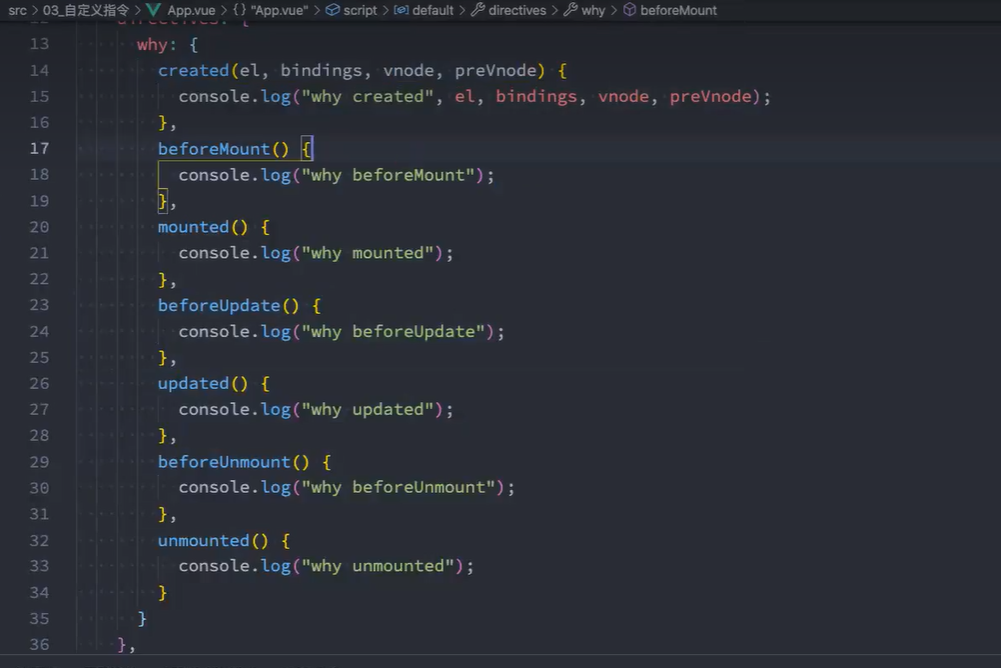 src > 03_自定义指令 > App.vue > {} "App.vue" > script > default > directives > why > beforeMount
12 directives: {
13 why: {
14 created(el, bindings, vnode, preVnode) {
15 console.log("why created", el, bindings, vnode, preVnode);
16 },
17 beforeMount() {
18 console.log("why beforeMount");
19 },
20 mounted() {
21 console.log("why mounted");
22 },
23 beforeUpdate() {
24 console.log("why beforeUpdate");
25 },
26 updated() {
27 console.log("why updated");
28 },
29 beforeUnmount() {
30 console.log("why beforeUnmount");
31 },
32 unmounted() {
33 console.log("why unmounted");
34 }
35 }
36 },